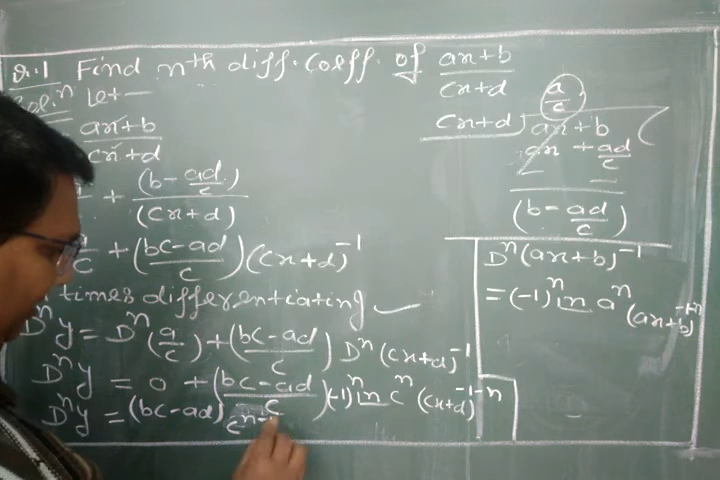 Q.1 Find nth diff. coeff. of (ax+b)/(cx+d)
Sol.n Let—
(ax+b)/(cx+d)
+ (b - ad/c)/(cx+d)
+ ((bc-ad)/c)(cx+d)^-1
times differentiating
D^n y = D^n (a/c) + ((bc-ad)/c) D^n (cx+d)^-1
D^n y = 0 + ((bc-ad)/c)(-1)^n ⌊n c^n (cx+d)^-1-n
D^n y = (bc-ad) c^n-
a/c
cx+d) ax+b
ax + ad/c
(b - ad/c)
D^n (ax+b)^-1
= (-1)^n ⌊n a^n (ax+b)^-1-n